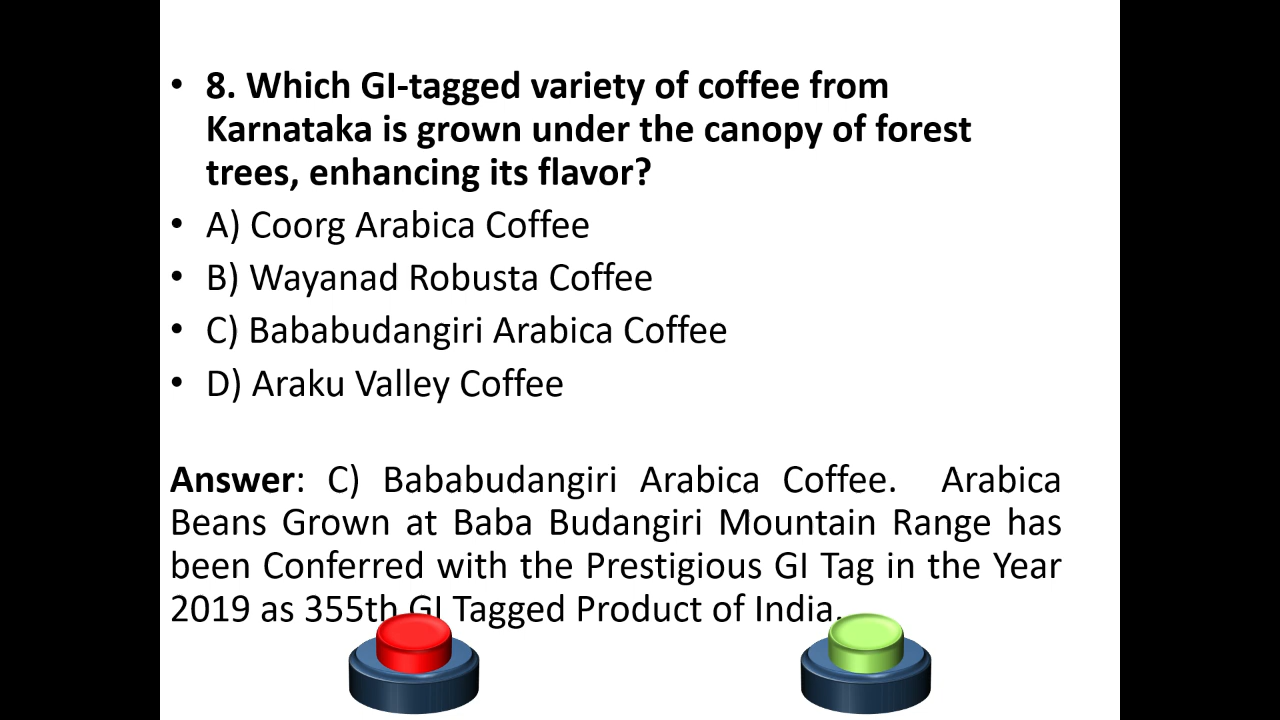 • 8. Which GI-tagged variety of coffee from
Karnataka is grown under the canopy of forest
trees, enhancing its flavor?
• A) Coorg Arabica Coffee
• B) Wayanad Robusta Coffee
• C) Bababudangiri Arabica Coffee
• D) Araku Valley Coffee
Answer: C) Bababudangiri Arabica Coffee. Arabica
Beans Grown at Baba Budangiri Mountain Range has
been Conferred with the Prestigious GI Tag in the Year
2019 as 355th GI Tagged Product of India.